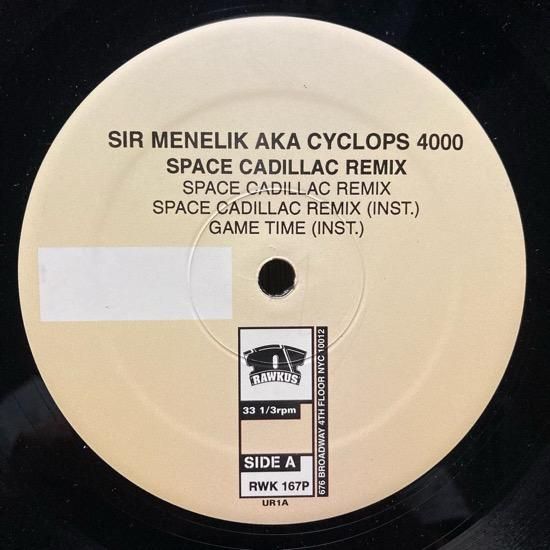 SIR MENELIK AKA CYCLOPS 4000
SPACE CADILLAC REMIX
SPACE CADILLAC REMIX
SPACE CADILLAC REMIX (INST.)
GAME TIME (INST.)
RAWKUS
33 1/3rpm
SIDE A
RWK 167P
676 BROADWAY 4TH FLOOR NYC 10012
UR1A